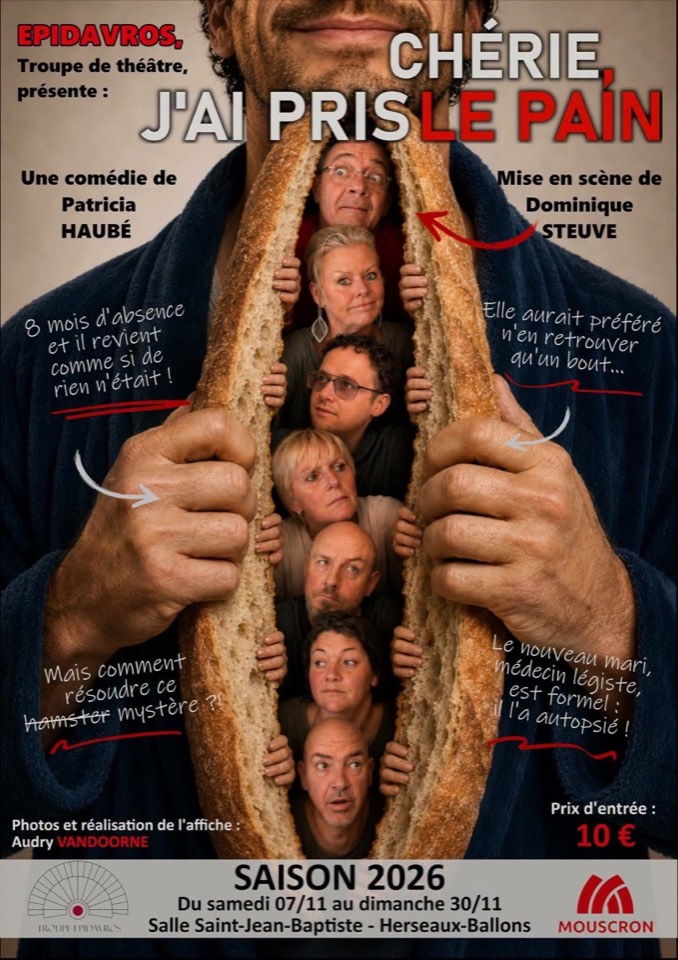 EPIDAVROS,
Troupe de théâtre,
présente :
CHÉRIE,
J'AI PRIS LE PAIN
Une comédie de
Patricia
HAUBÉ
Mise en scène de
Dominique
STEUVE
8 mois d'absence
et il revient
comme si de
rien n'était !
Elle aurait préféré
n'en retrouver
qu'un bout...
Mais comment
résoudre ce
hamster mystère ?!
Le nouveau mari,
médecin légiste,
est formel :
il l'a autopsié !
Photos et réalisation de l'affiche :
Audry VANDOORNE
Prix d'entrée :
10 €
SAISON 2026
Du samedi 07/11 au dimanche 30/11
Salle Saint-Jean-Baptiste - Herseaux-Ballons
TROUPE EPIDAVROS
MOUSCRON